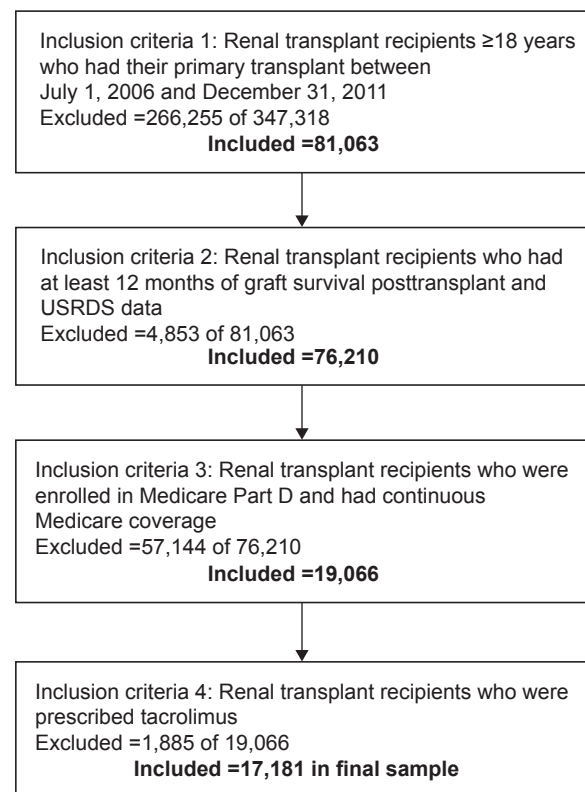 Inclusion criteria 1: Renal transplant recipients ≥18 years
who had their primary transplant between
July 1, 2006 and December 31, 2011
Excluded =266,255 of 347,318
Included =81,063
Inclusion criteria 2: Renal transplant recipients who had
at least 12 months of graft survival posttransplant and
USRDS data
Excluded =4,853 of 81,063
Included =76,210
Inclusion criteria 3: Renal transplant recipients who were
enrolled in Medicare Part D and had continuous
Medicare coverage
Excluded =57,144 of 76,210
Included =19,066
Inclusion criteria 4: Renal transplant recipients who were
prescribed tacrolimus
Excluded =1,885 of 19,066
Included =17,181 in final sample